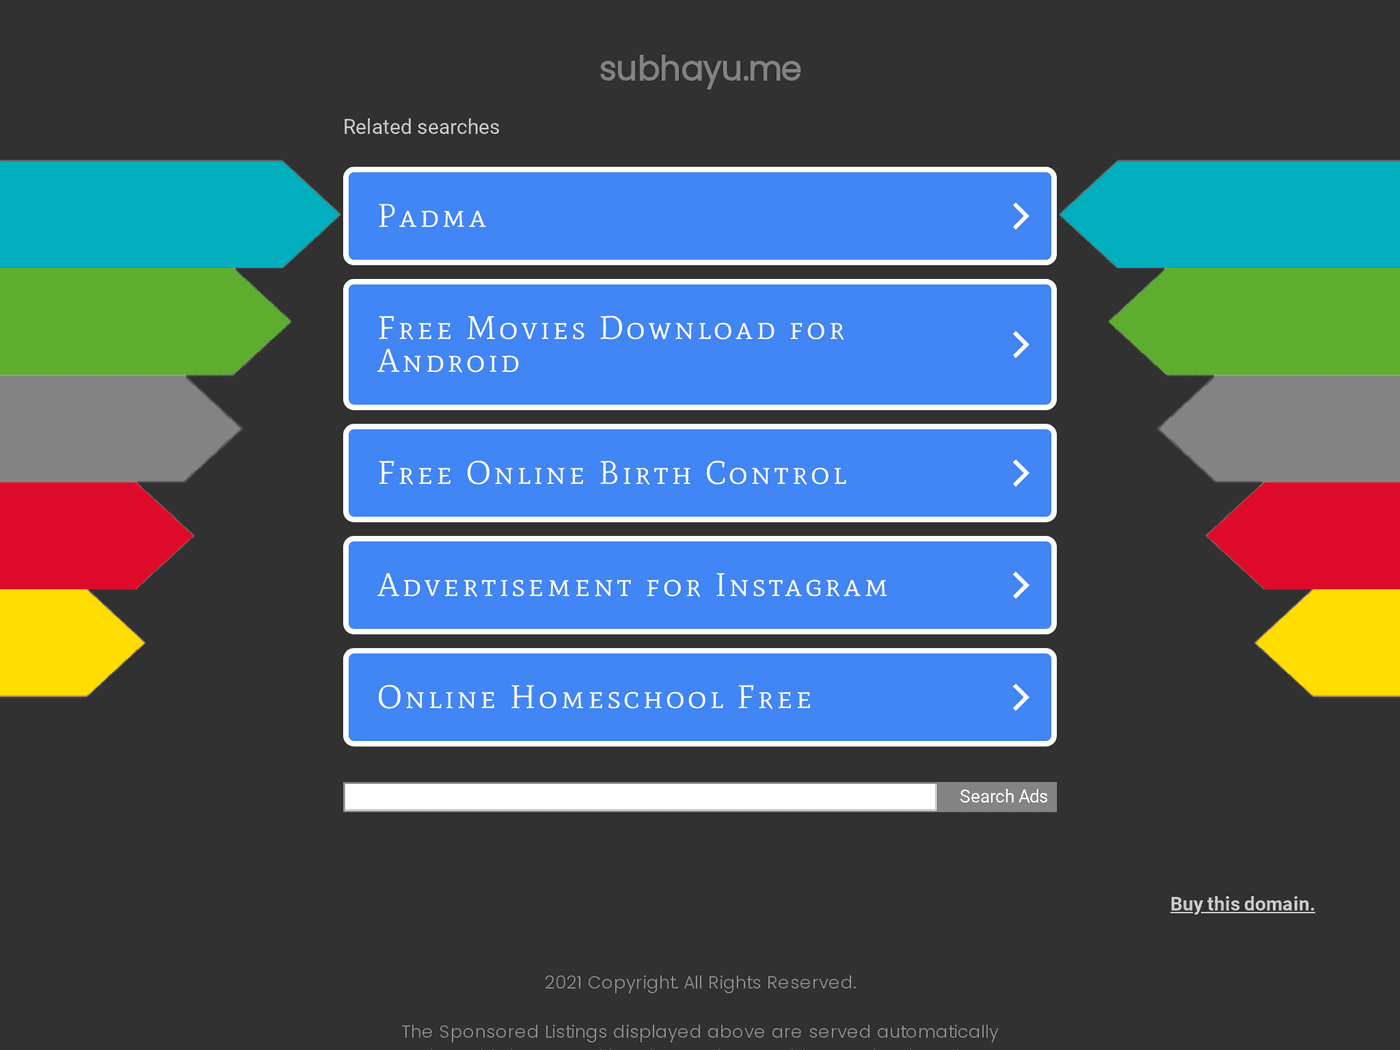 subhayu.me
Related searches
Padma
Free Movies Download for
Android
Free Online Birth Control
Advertisement for Instagram
Online Homeschool Free
Search Ads
Buy this domain.
2021 Copyright. All Rights Reserved.
The Sponsored Listings displayed above are served automatically